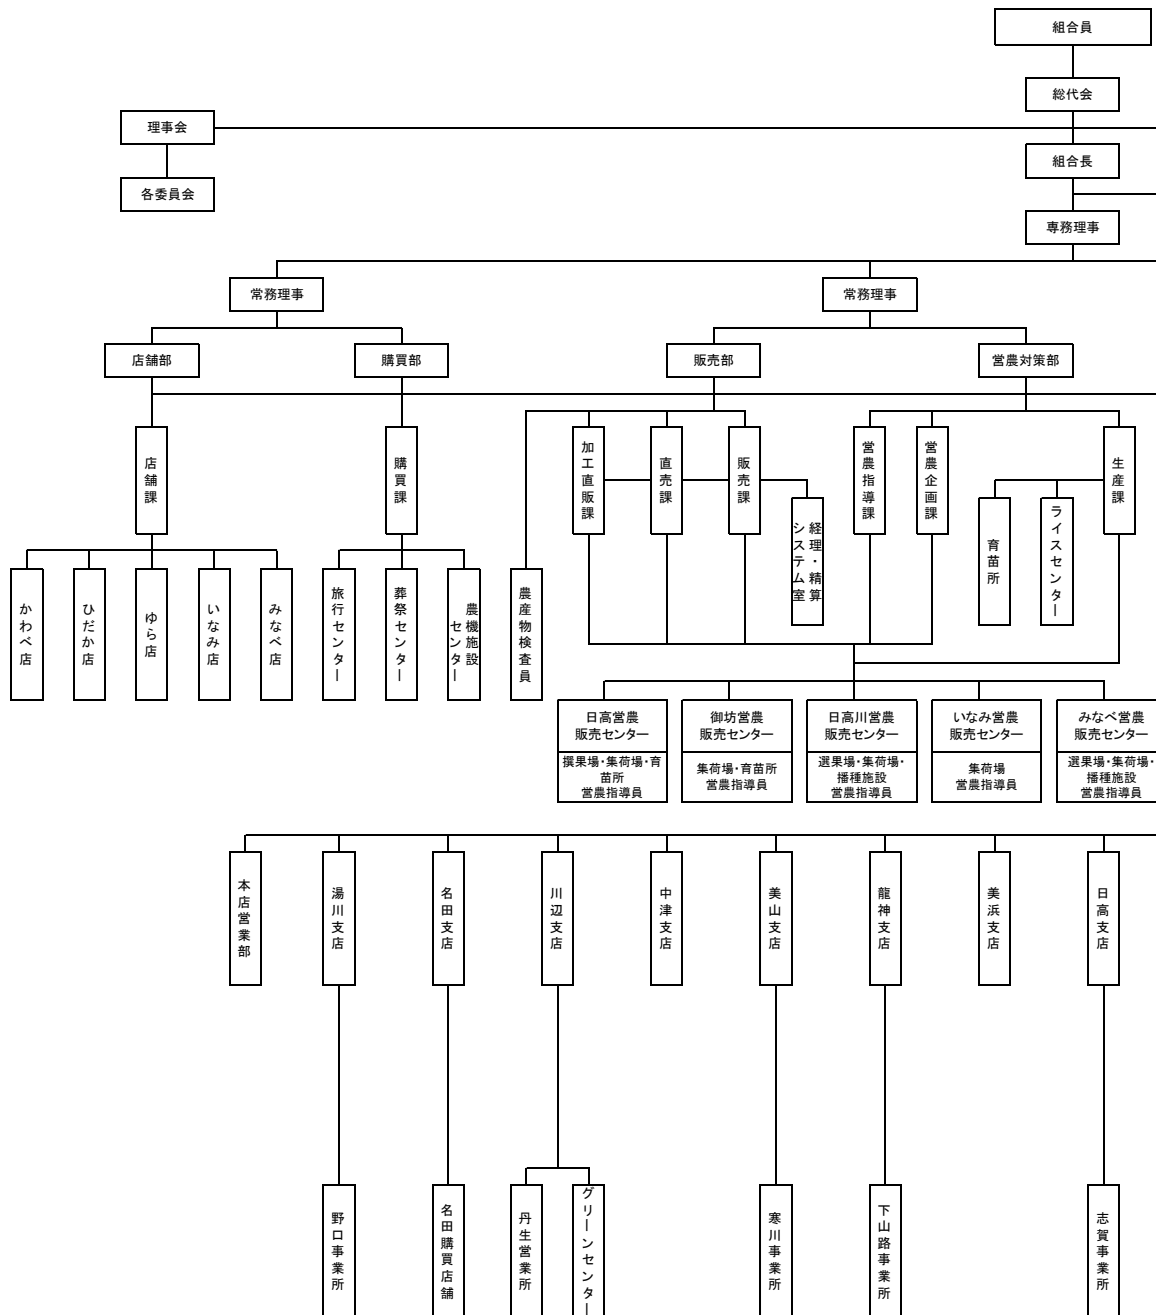 組合員
総代会
理事会
組合長
各委員会
専務理事
常務理事
常務理事
店舗部
購買部
販売部
営農対策部
店舗課
購買課
加工直販課
直売課
販売課
営農指導課
営農企画課
生産課
経理・精算
システム室
育苗所
ライスセンター
かわべ店
ひだか店
ゆら店
いなみ店
みなべ店
旅行センター
葬祭センター
農機施設
センター
農産物検査員
日高営農
販売センター
撰果場・集荷場・育
苗所
営農指導員
御坊営農
販売センター
集荷場・育苗所
営農指導員
日高川営農
販売センター
選果場・集荷場・
播種施設
営農指導員
いなみ営農
販売センター
集荷場
営農指導員
みなべ営農
販売センター
選果場・集荷場・
播種施設
営農指導員
本店営業部
湯川支店
名田支店
川辺支店
中津支店
美山支店
龍神支店
美浜支店
日高支店
野口事業所
名田購買店舗
丹生営業所
グリーンセンター
寒川事業所
下山路事業所
志賀事業所